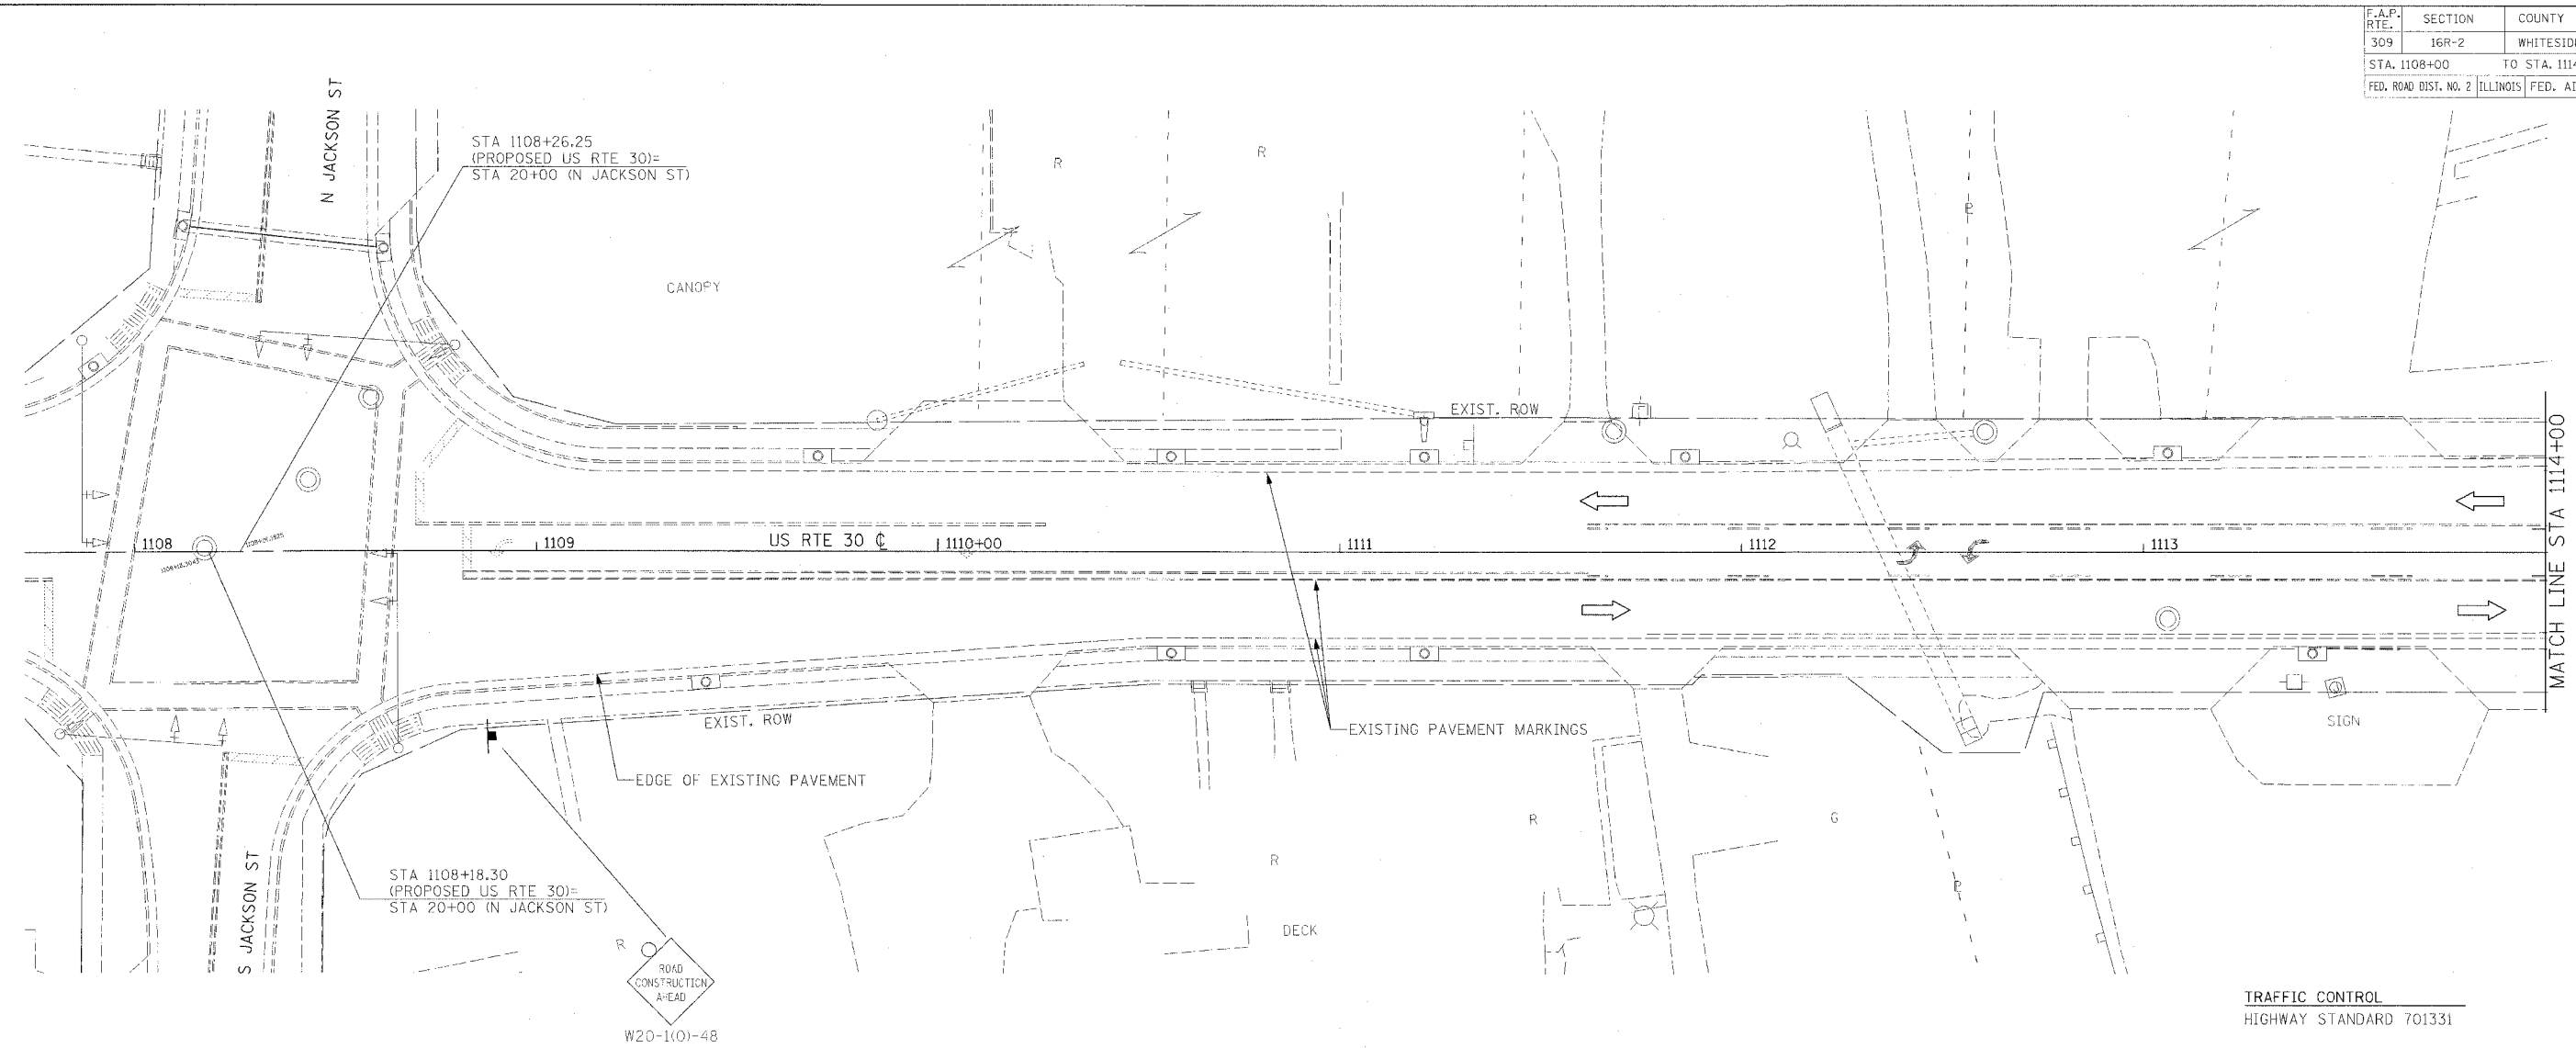 F.A.P. RTE. SECTION COUNTY
309 16R-2 WHITESIDE
STA. 1108+00 TO STA. 1114
FED. ROAD DIST. NO. 2 ILLINOIS FED. AI
N JACKSON ST
STA 1108+26.25
(PROPOSED US RTE 30)=
STA 20+00 (N JACKSON ST)
R
R
P
CANOPY
EXIST. ROW
1108
1109
US RTE 30 ℄
1110+00
1111
1112
1113
MATCH LINE STA 1114+00
EXIST. ROW
EXISTING PAVEMENT MARKINGS
SIGN
EDGE OF EXISTING PAVEMENT
R
G
R
P
STA 1108+18.30
(PROPOSED US RTE 30)=
STA 20+00 (N JACKSON ST)
S JACKSON ST
DECK
R
ROAD
CONSTRUCTION
AHEAD
W20-1(O)-48
TRAFFIC CONTROL
HIGHWAY STANDARD 701331